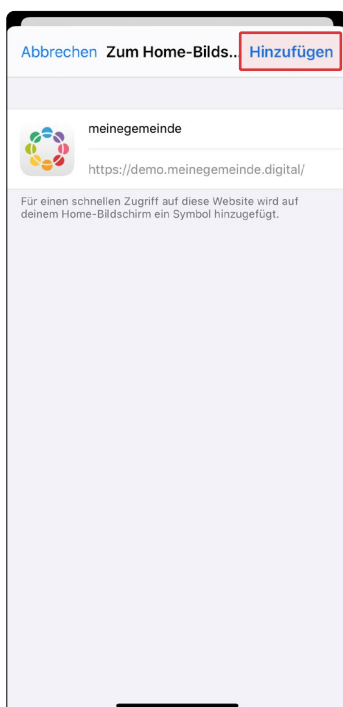 Abbrechen Zum Home-Bilds... Hinzufügen
meinegemeinde
https://demo.meinegemeinde.digital/
Für einen schnellen Zugriff auf diese Website wird auf
deinem Home-Bildschirm ein Symbol hinzugefügt.